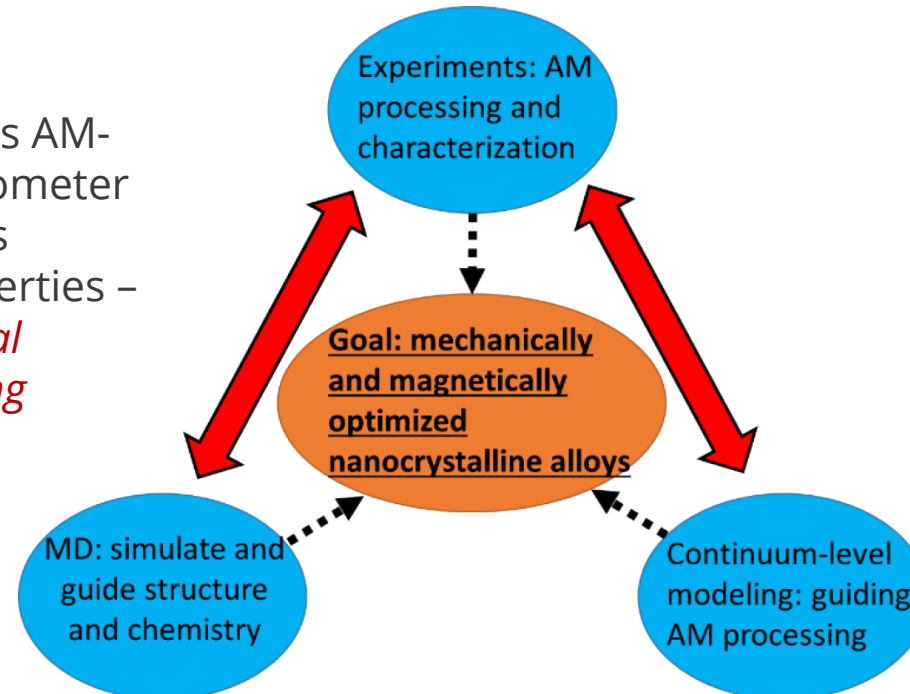 s AM-
ometer
s
erties –
al
ng
Experiments: AM
processing and
characterization
Goal: mechanically
and magnetically
optimized
nanocrystalline alloys
MD: simulate and
guide structure
and chemistry
Continuum-level
modeling: guiding
AM processing